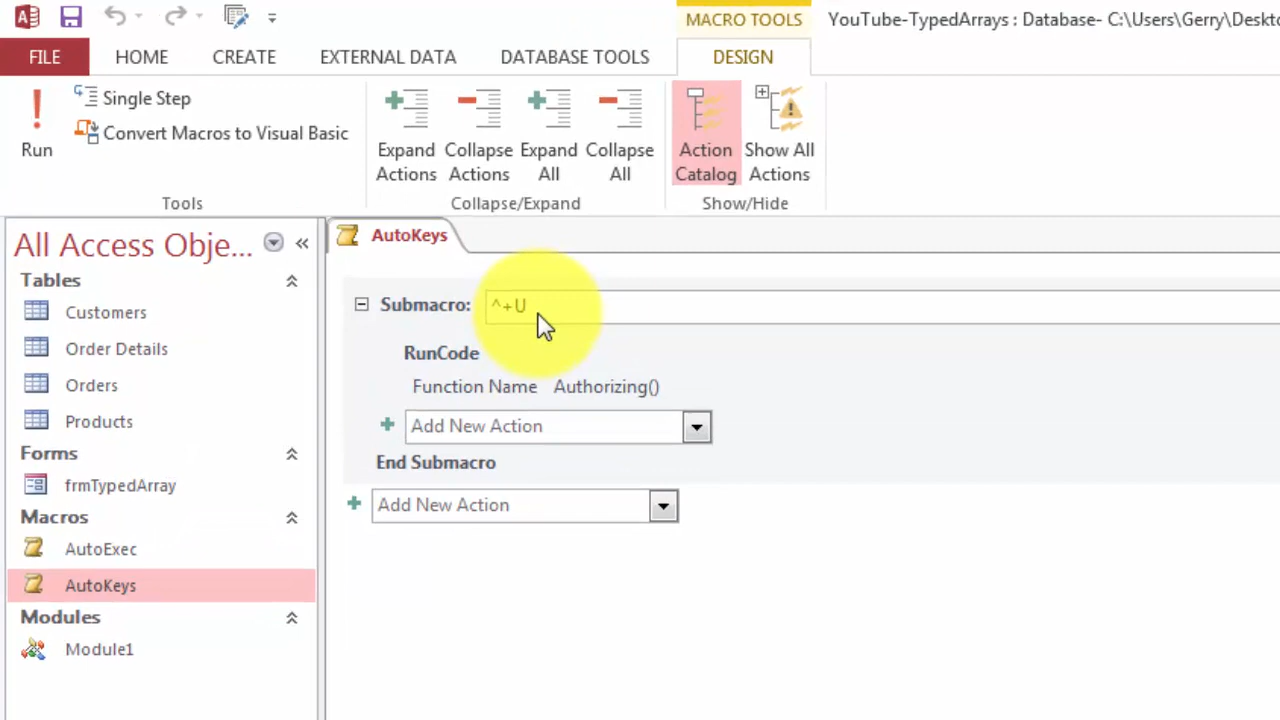 MACRO TOOLS
YouTube-TypedArrays : Database- C:\Users\Gerry\Deskto
FILE
HOME
CREATE
EXTERNAL DATA
DATABASE TOOLS
DESIGN
Run
Single Step
Convert Macros to Visual Basic
Tools
Expand Actions
Collapse Actions
Expand All
Collapse All
Collapse/Expand
Action Catalog
Show All Actions
Show/Hide
All Access Obje...
Tables
Customers
Order Details
Orders
Products
Forms
frmTypedArray
Macros
AutoExec
AutoKeys
Modules
Module1
AutoKeys
Submacro: ^+U
RunCode
Function Name Authorizing()
Add New Action
End Submacro
Add New Action